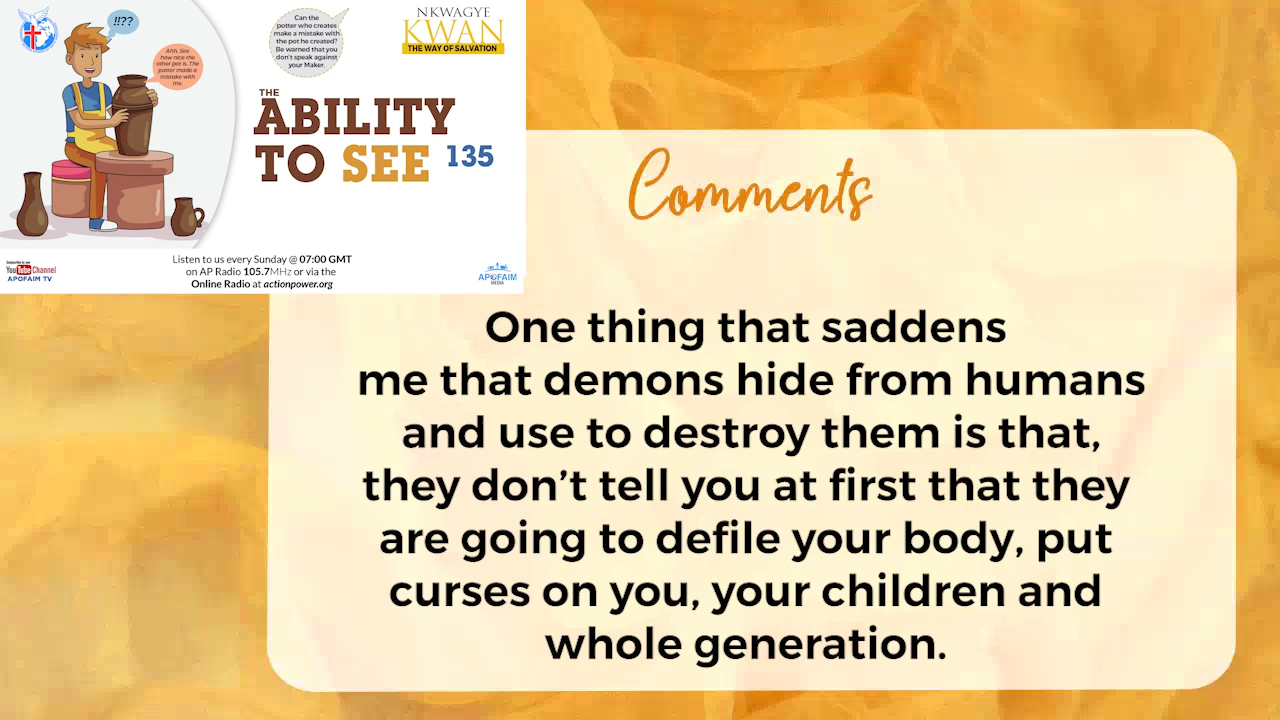 !!??
Ahh. See
how nice the
other pot is. The
potter made a
mistake with
me.
Can the
potter who creates
make a mistake with
the pot he created?
Be warned that you
don't speak against
your Maker.
NKWAGYE
KWAN
THE WAY OF SALVATION
THE
ABILITY
TO SEE 135
Listen to us every Sunday @ 07:00 GMT
on AP Radio 105.7MHz or via the
Online Radio at actionpower.org
YouTube Channel
APOFAIM TV
APOFAIM
MEDIA
Comments
One thing that saddens
me that demons hide from humans
and use to destroy them is that,
they don’t tell you at first that they
are going to defile your body, put
curses on you, your children and
whole generation.